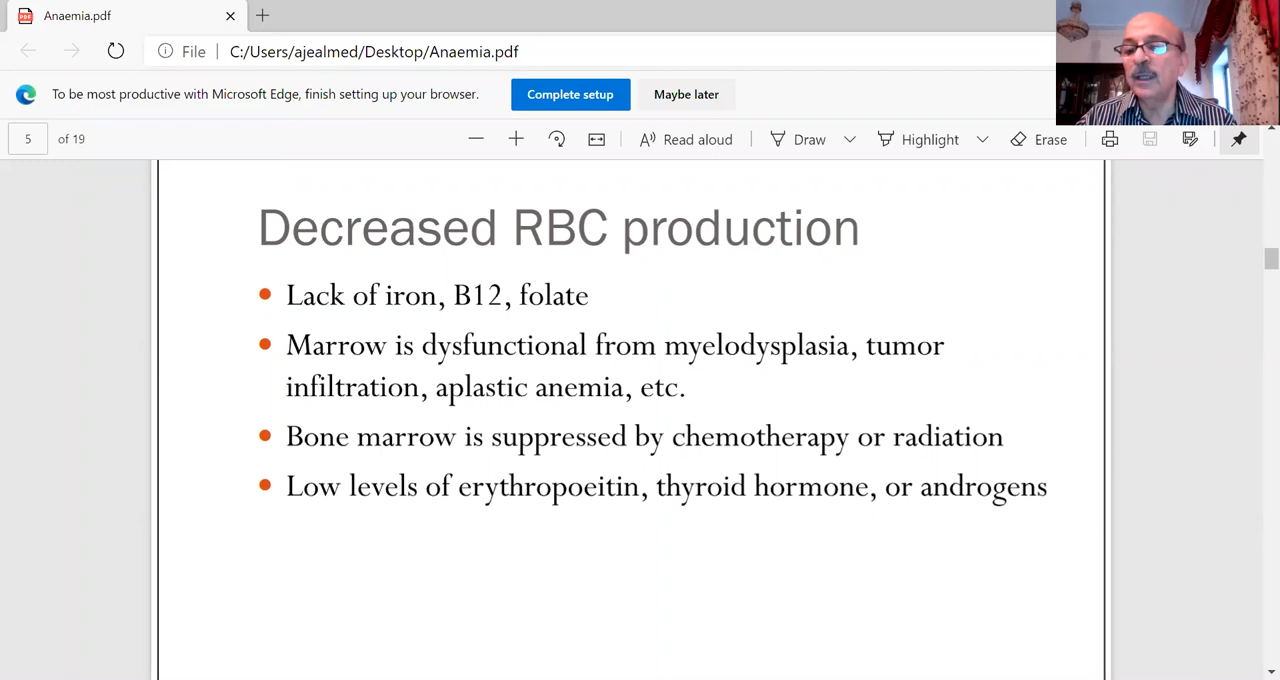 Anaemia.pdf
File C:/Users/ajealmed/Desktop/Anaemia.pdf
To be most productive with Microsoft Edge, finish setting up your browser. Complete setup Maybe later
5 of 19 Read aloud Draw Highlight Erase
Decreased RBC production
• Lack of iron, B12, folate
• Marrow is dysfunctional from myelodysplasia, tumor
infiltration, aplastic anemia, etc.
• Bone marrow is suppressed by chemotherapy or radiation
• Low levels of erythropoeitin, thyroid hormone, or androgens